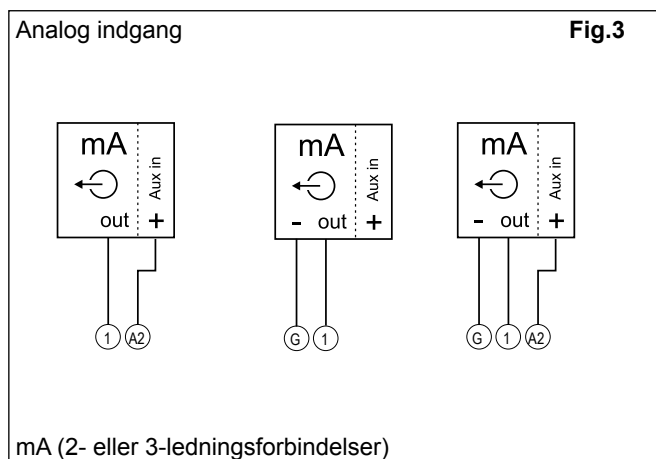 Analog indgang Fig.3
mA mA mA
Aux in Aux in Aux in
out + - out + - out +
1 A2 G 1 G 1 A2
mA (2- eller 3-ledningsforbindelser)